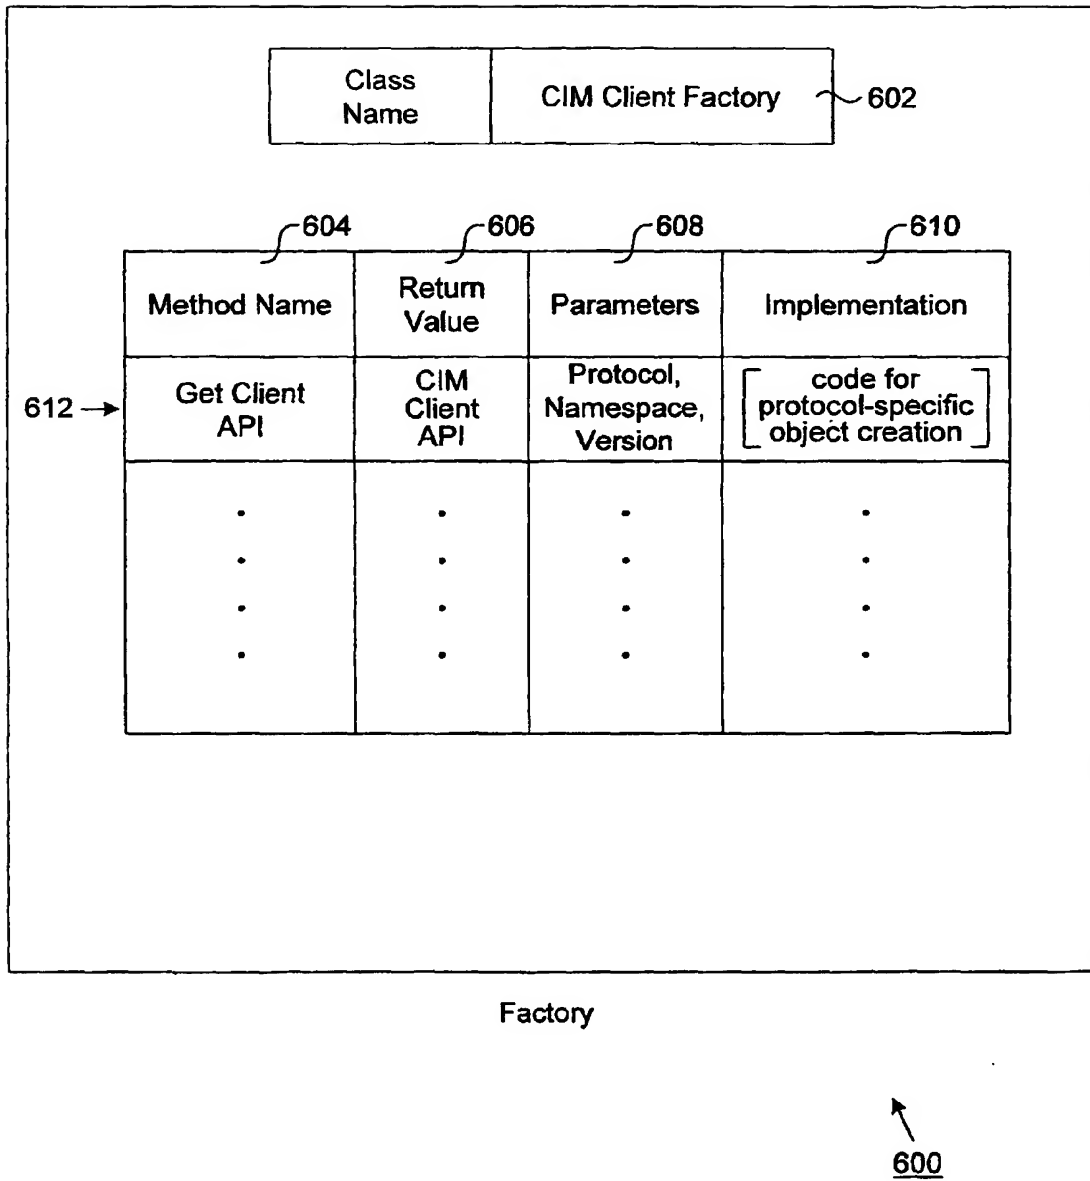 Class
Name
CIM Client Factory
602
604
606
608
610
Method Name
Return
Value
Parameters
Implementation
612
Get Client
API
CIM
Client
API
Protocol,
Namespace,
Version
code for
protocol-specific
object creation
Factory
600